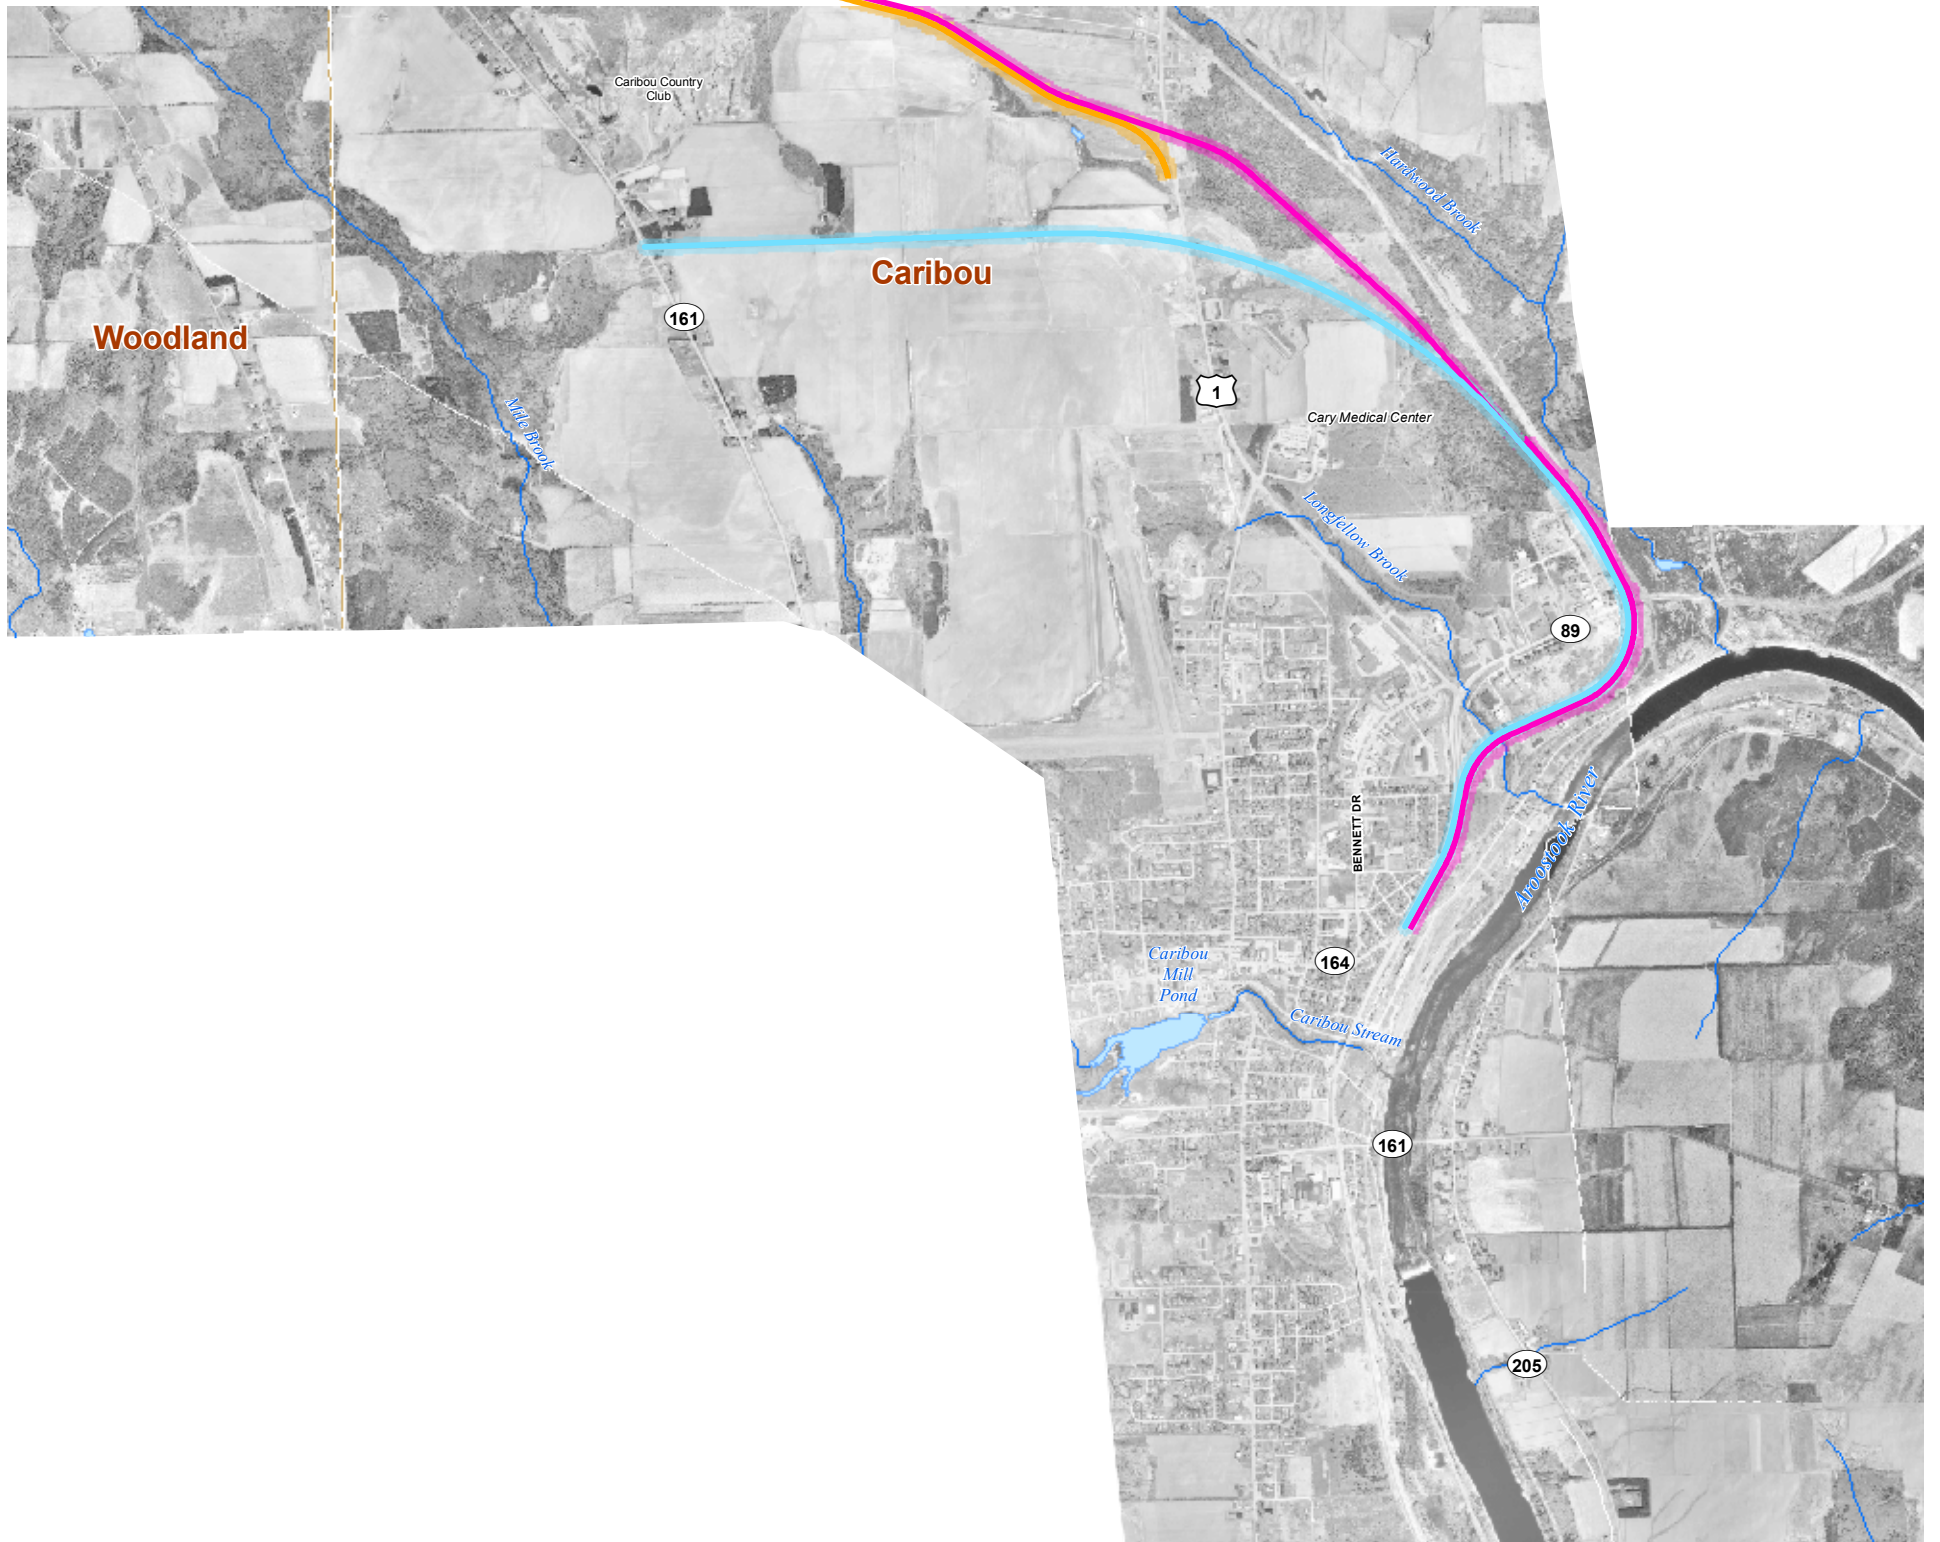 Caribou Country
Club
Hardwood Brook
Caribou
161
Woodland
1
Mile Brook
Cary Medical Center
Longfellow Brook
89
BENNETT DR
Aroostook River
Caribou
Mill
Pond
164
Caribou Stream
161
205